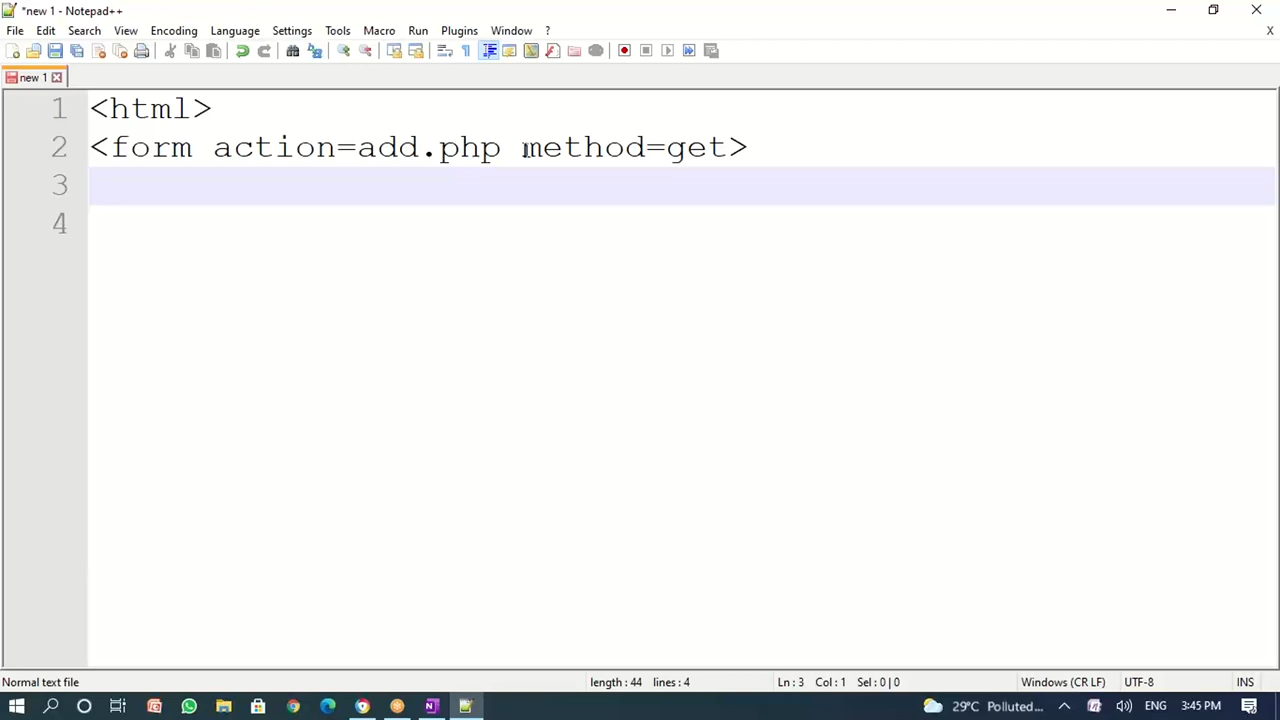 *new 1 - Notepad++
File Edit Search View Encoding Language Settings Tools Macro Run Plugins Window ? X
new 1
1 <html>
2 <form action=add.php method=get>
3
4
Normal text file length : 44 lines : 4 Ln : 3 Col : 1 Sel : 0 | 0 Windows (CR LF) UTF-8 INS
29°C Polluted... ENG 3:45 PM